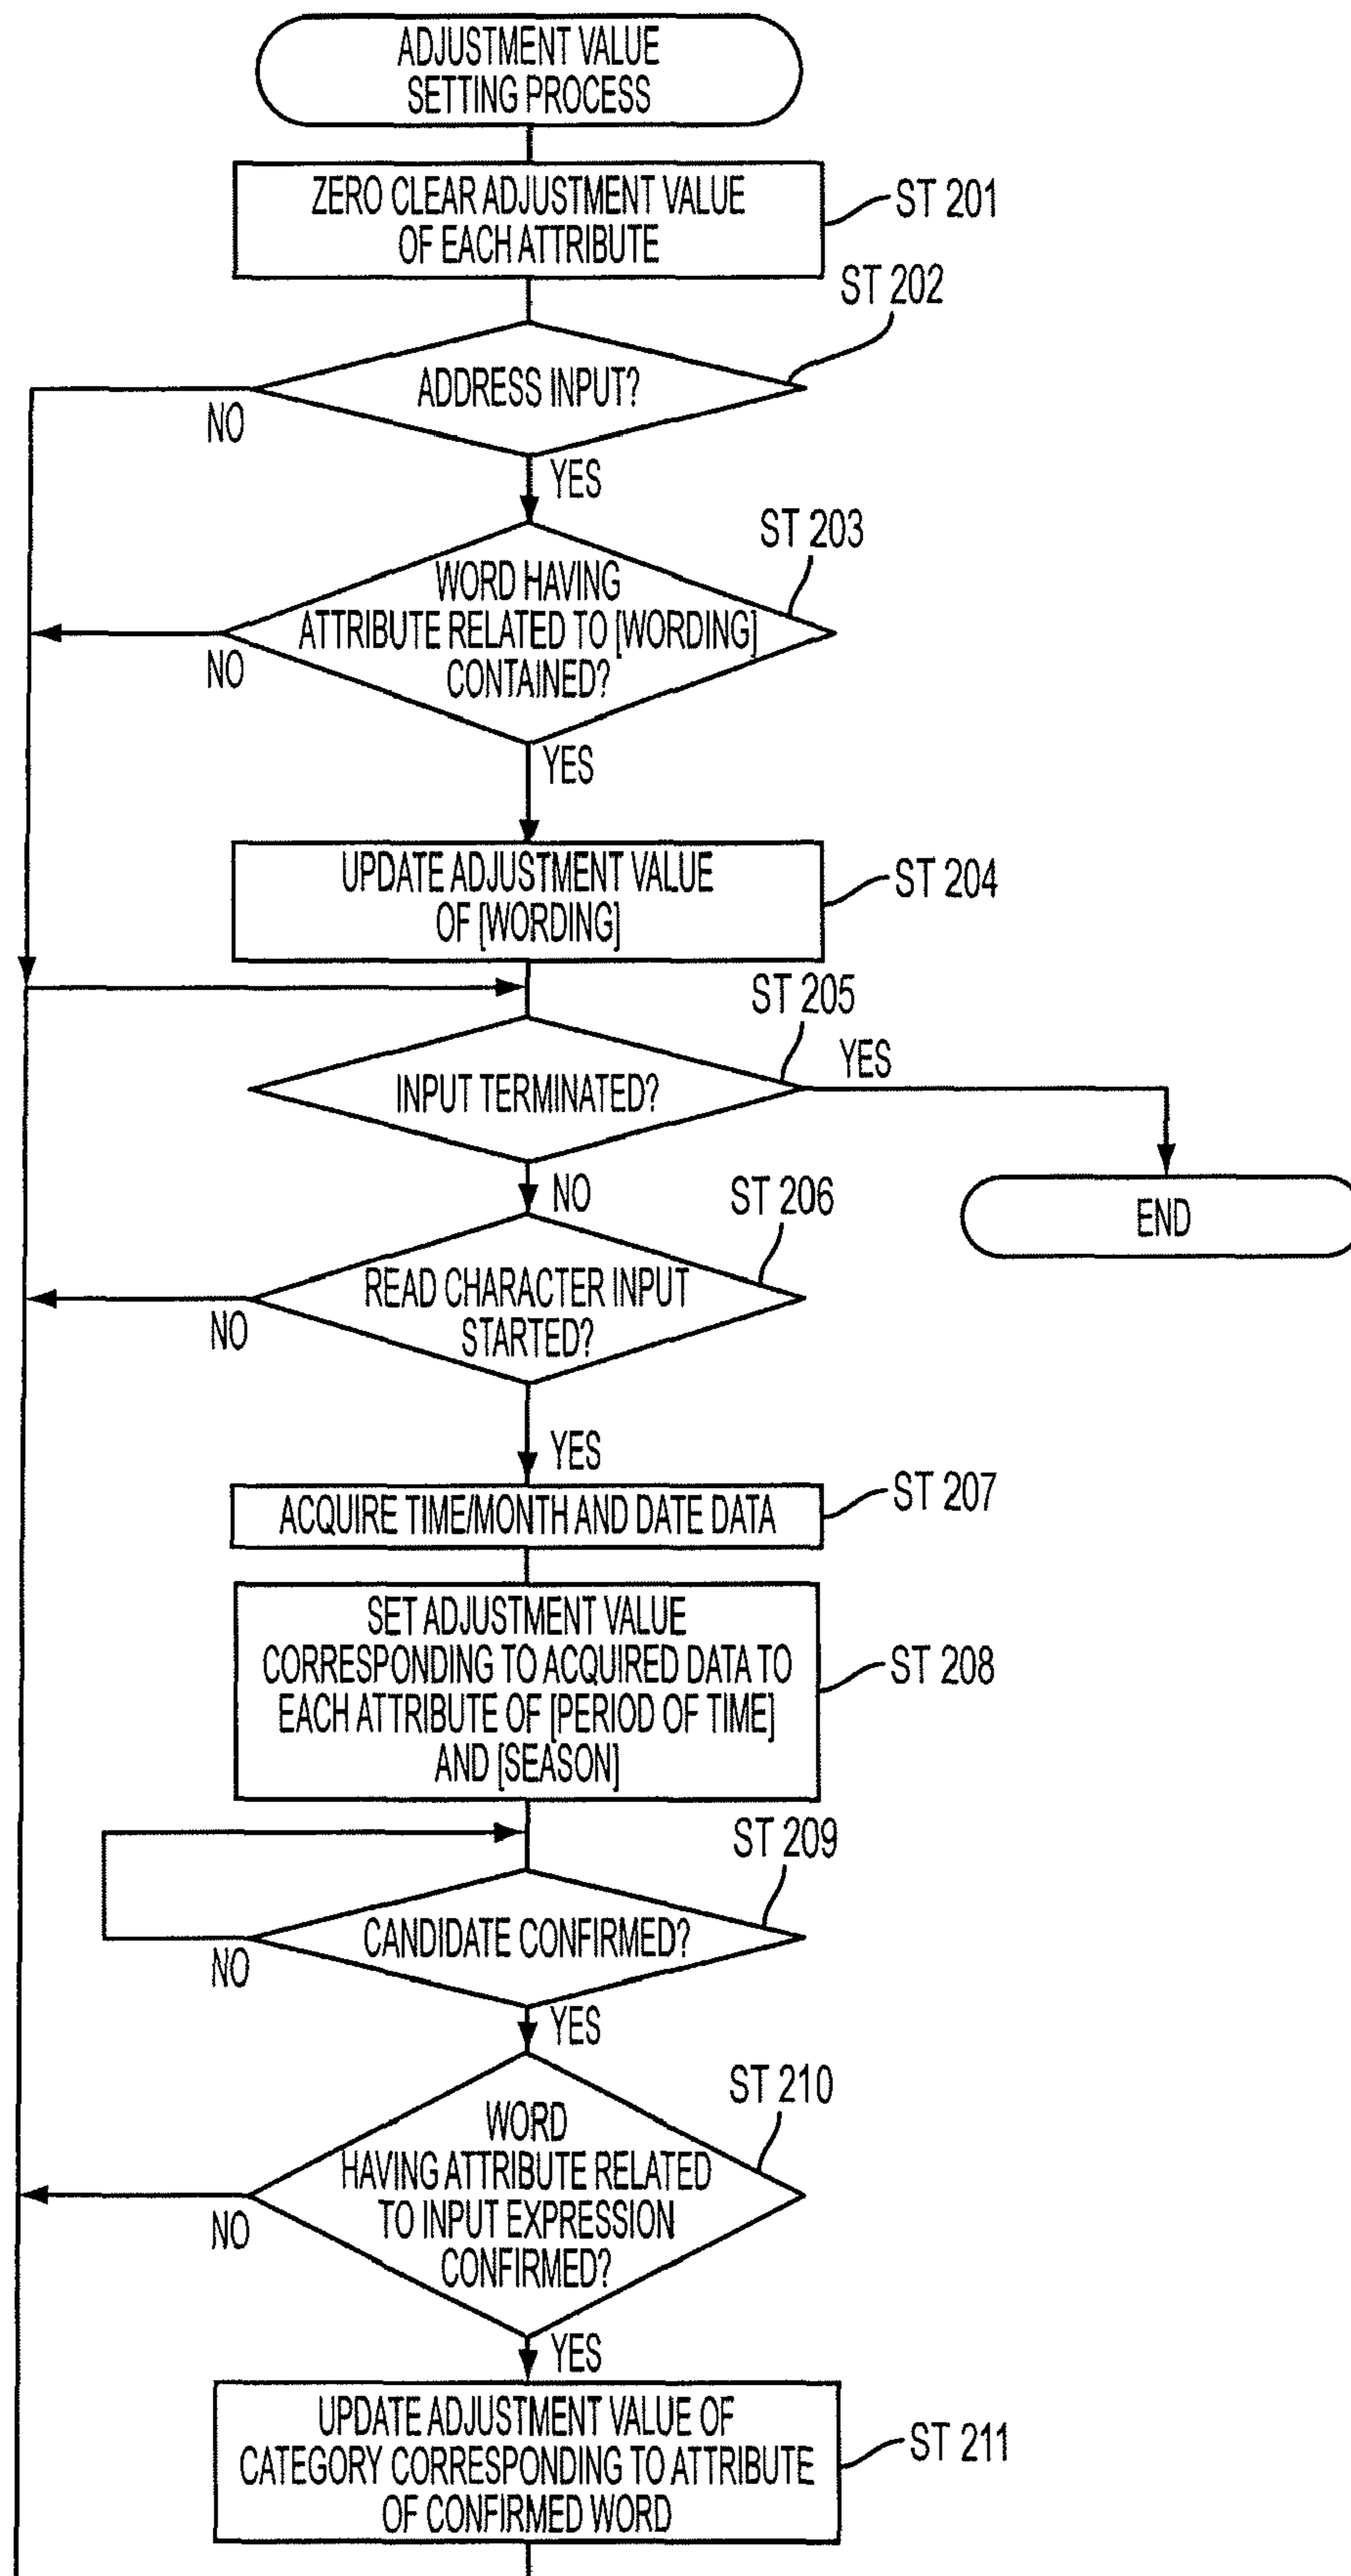 ADJUSTMENT VALUE
SETTING PROCESS
ZERO CLEAR ADJUSTMENT VALUE
OF EACH ATTRIBUTE
ST 201
ST 202
ADDRESS INPUT?
NO
YES
ST 203
WORD HAVING
ATTRIBUTE RELATED TO [WORDING]
CONTAINED?
NO
YES
UPDATE ADJUSTMENT VALUE
OF [WORDING]
ST 204
ST 205
INPUT TERMINATED?
YES
END
NO
ST 206
READ CHARACTER INPUT
STARTED?
NO
YES
ACQUIRE TIME/MONTH AND DATE DATA
ST 207
SET ADJUSTMENT VALUE
CORRESPONDING TO ACQUIRED DATA TO
EACH ATTRIBUTE OF [PERIOD OF TIME]
AND [SEASON]
ST 208
ST 209
CANDIDATE CONFIRMED?
NO
YES
ST 210
WORD
HAVING ATTRIBUTE RELATED
TO INPUT EXPRESSION
CONFIRMED?
NO
YES
UPDATE ADJUSTMENT VALUE OF
CATEGORY CORRESPONDING TO ATTRIBUTE
OF CONFIRMED WORD
ST 211